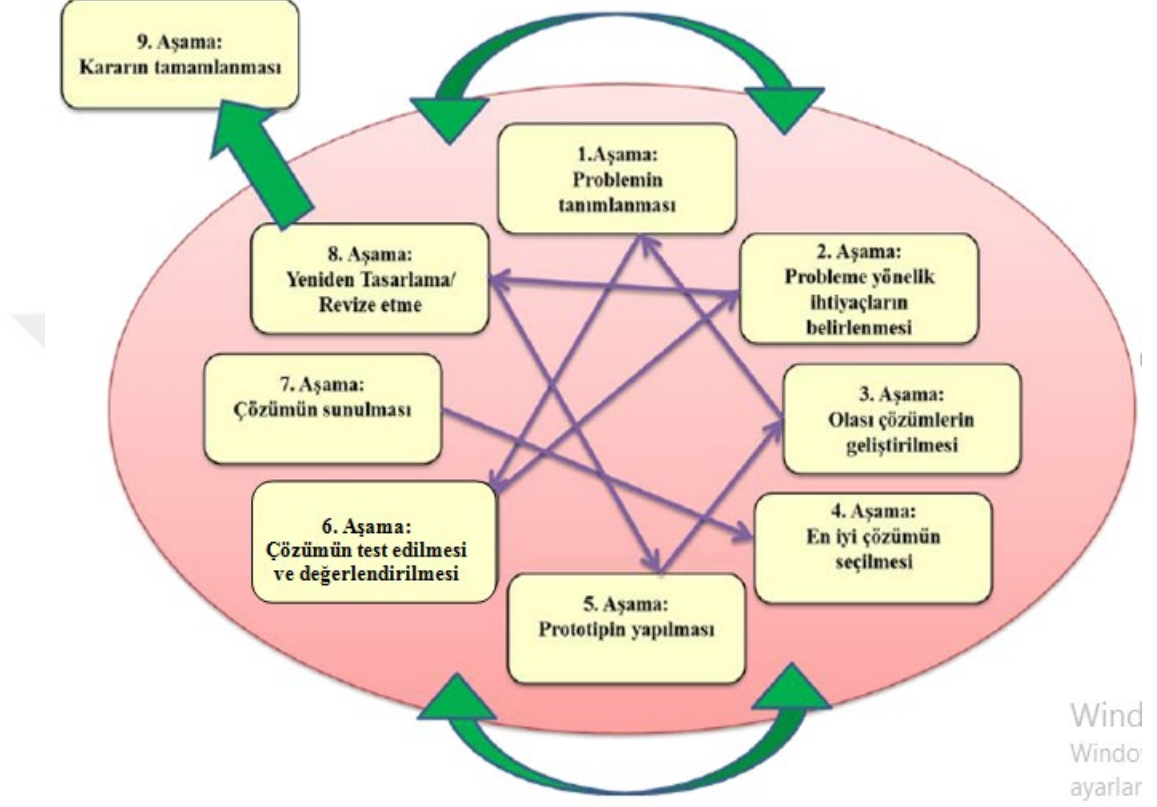 9. Aşama:
Kararın tamamlanması
1.Aşama:
Problemin
tanımlanması
2. Aşama:
Probleme yönelik
ihtiyaçların
belirlenmesi
3. Aşama:
Olası çözümlerin
geliştirilmesi
4. Aşama:
En iyi çözümün
seçilmesi
5. Aşama:
Prototipin yapılması
6. Aşama:
Çözümün test edilmesi
ve değerlendirilmesi
7. Aşama:
Çözümün sunulması
8. Aşama:
Yeniden Tasarlama/
Revize etme
Wind
Windo
ayarlar